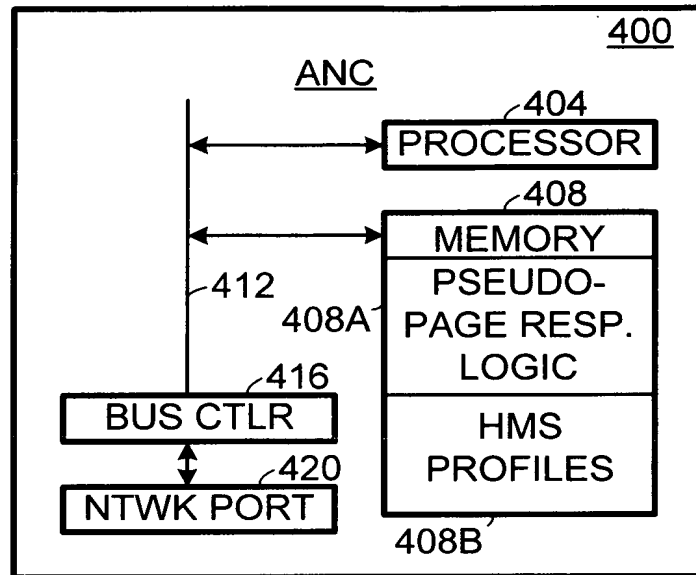 400
ANC
404
PROCESSOR
408
MEMORY
412
408A
PSEUDO-
PAGE RESP.
LOGIC
416
BUS CTLR
HMS
PROFILES
420
NTWK PORT
408B